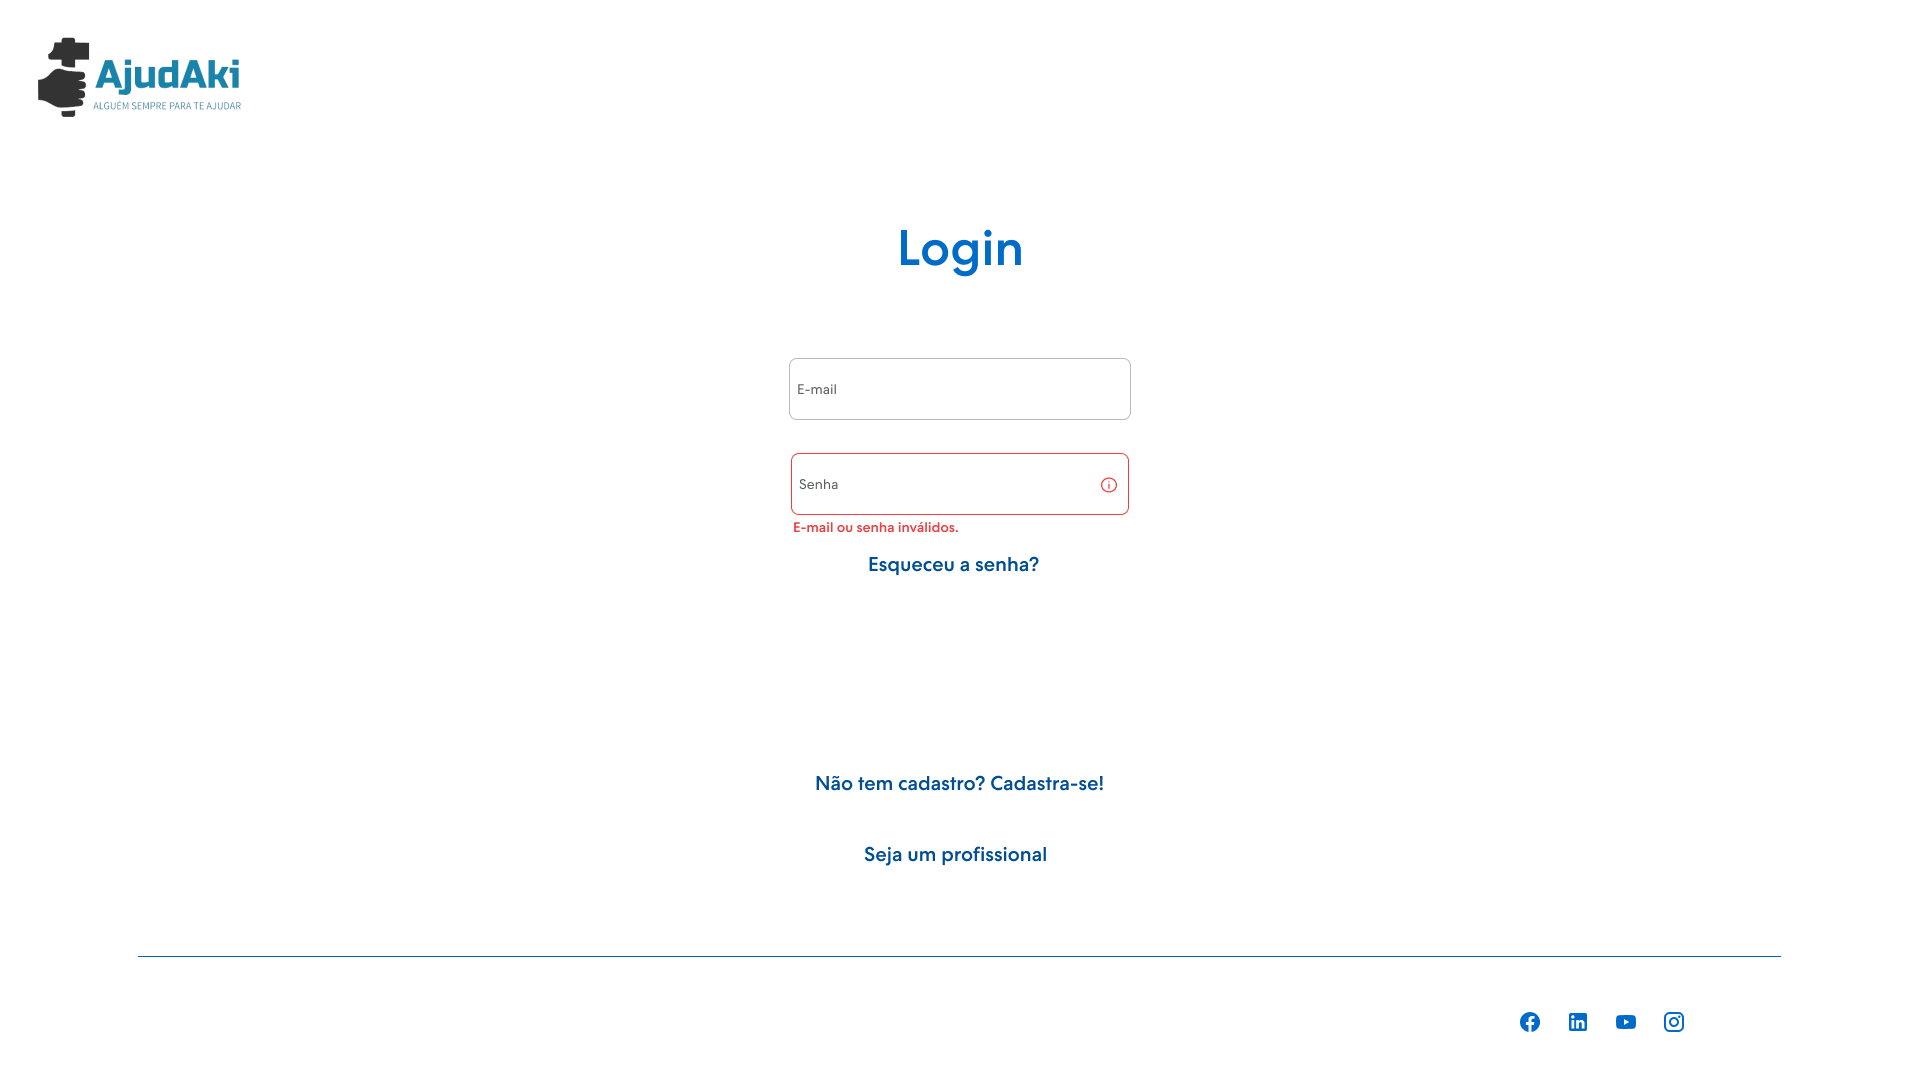 AjudAki
ALGUÉM SEMPRE PARA TE AJUDAR
Login
E-mail
Senha
E-mail ou senha inválidos.
Esqueceu a senha?
Não tem cadastro? Cadastra-se!
Seja um profissional